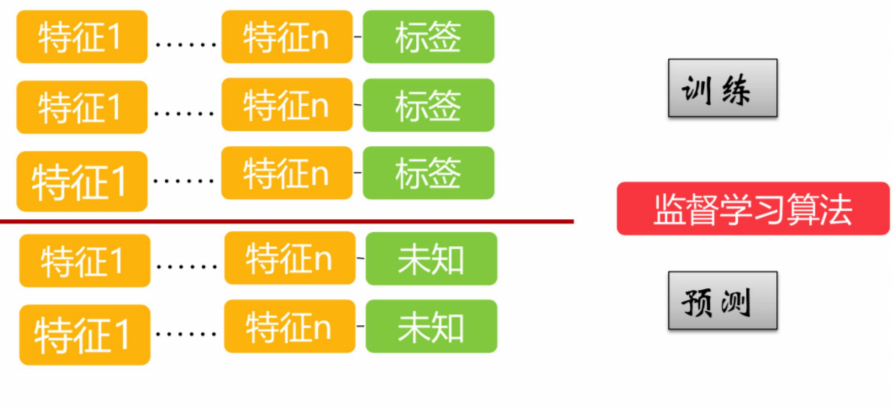 特征1 …… 特征n 标签
特征1 …… 特征n 标签
特征1 …… 特征n 标签
特征1 …… 特征n 未知
特征1 …… 特征n 未知
训练
监督学习算法
预测